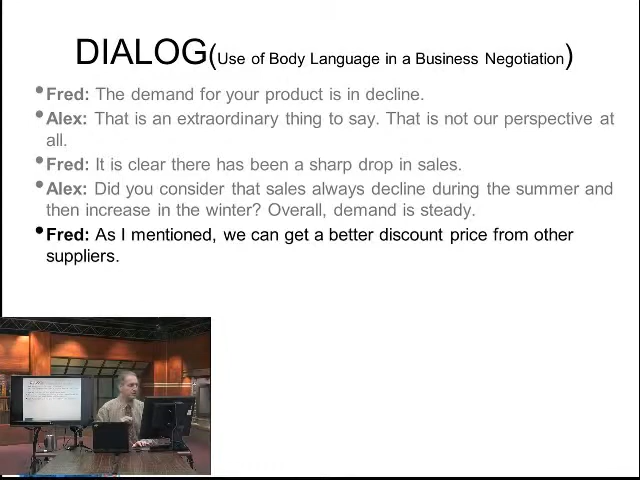 DIALOG(Use of Body Language in a Business Negotiation)
•Fred: The demand for your product is in decline.
•Alex: That is an extraordinary thing to say. That is not our perspective at
all.
•Fred: It is clear there has been a sharp drop in sales.
•Alex: Did you consider that sales always decline during the summer and
then increase in the winter? Overall, demand is steady.
•Fred: As I mentioned, we can get a better discount price from other
suppliers.